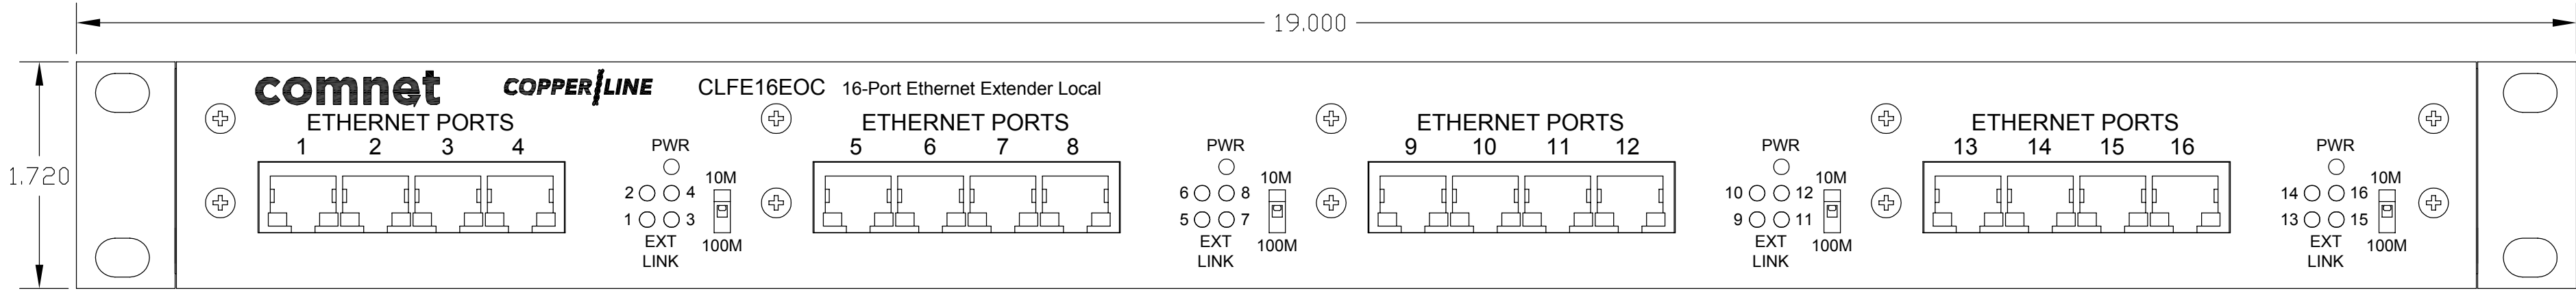 19.000
1.720
comnet COPPER LINE CLFE16EOC 16-Port Ethernet Extender Local
ETHERNET PORTS
1 2 3 4
PWR
2 4 10M
1 3
EXT 100M
LINK
ETHERNET PORTS
5 6 7 8
PWR
6 8 10M
5 7
EXT 100M
LINK
ETHERNET PORTS
9 10 11 12
PWR
10 12 10M
9 11
EXT 100M
LINK
ETHERNET PORTS
13 14 15 16
PWR
14 16 10M
13 15
EXT 100M
LINK